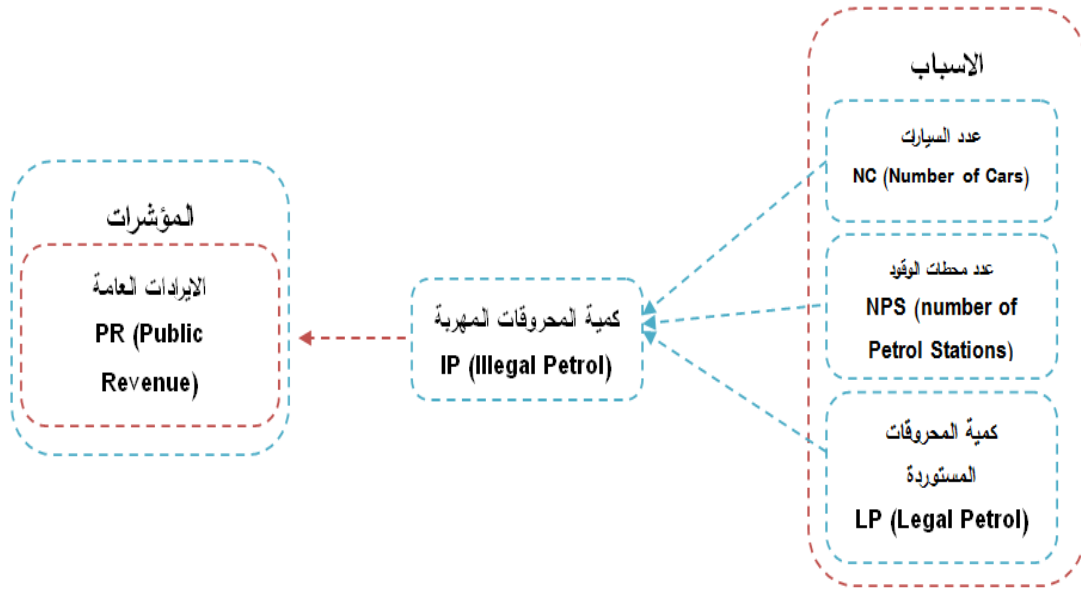 الاسباب
عدد السيارات
NC (Number of Cars)
عدد محطات الوقود
NPS (number of
Petrol Stations)
كمية المحروقات
المستوردة
LP (Legal Petrol)
كمية المحروقات المهربة
IP (Illegal Petrol)
المؤشرات
الايرادات العامة
PR (Public
Revenue)